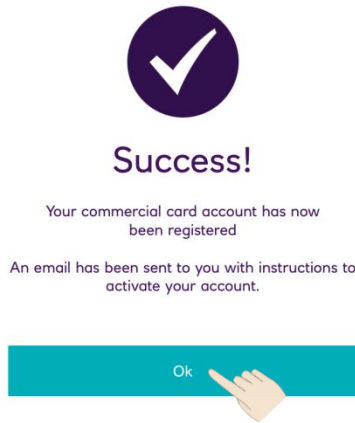 Success!
Your commercial card account has now
been registered
An email has been sent to you with instructions to
activate your account.
Ok